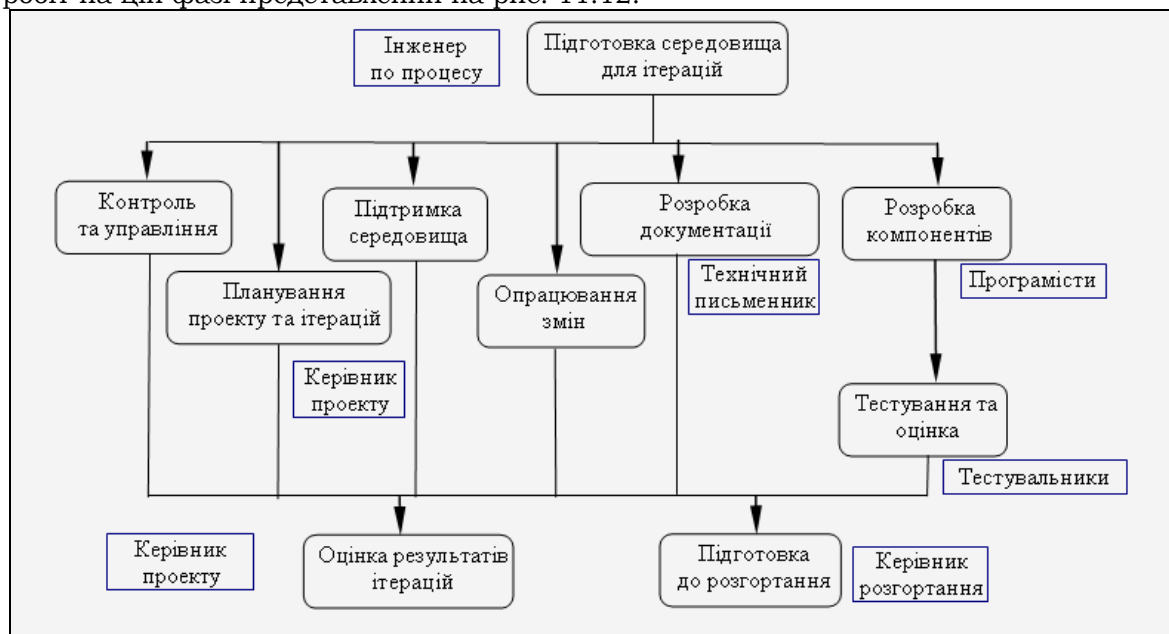 робіт на цій фазі представлений на рис. 11.12.
Інженер
по процесу
Підготовка середовища
для ітерацій
Контроль
та управління
Підтримка
середовища
Розробка
документації
Розробка
компонентів
Планування
проекту та ітерацій
Опрацювання
змін
Технічний
письменник
Програмісти
Керівник
проекту
Тестування та
оцінка
Тестувальники
Керівник
проекту
Оцінка результатів
ітерацій
Підготовка
до розгортання
Керівник
розгортання